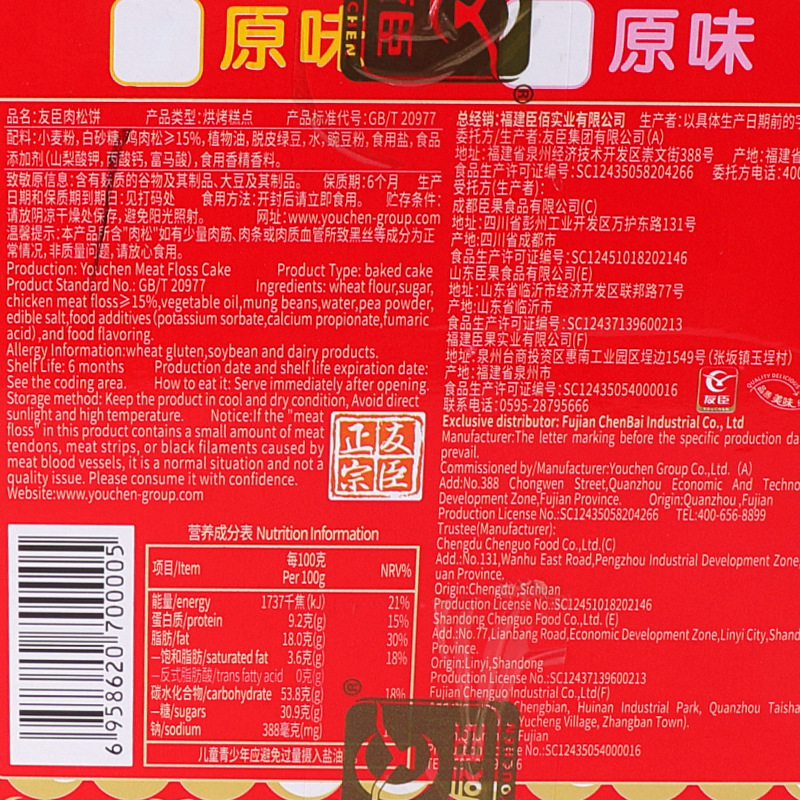 原味
原味
品名:友臣肉松饼 产品类型:烘烤糕点 产品标准代号:GB/T 20977
配料:小麦粉,白砂糖,鸡肉松≥15%,植物油,脱皮绿豆,水,豌豆粉,食用盐,食品
添加剂(山梨酸钾,丙酸钙,富马酸),食用香精香料。
致敏原信息:含有麸质的谷物及其制品、大豆及其制品。 保质期:6个月 生产
日期和保质期到期日:见打码处 食用方法:开封后请立即食用。 贮存条件:
请放阴凉干燥处保存,避免阳光照射。 网址:www.youchen-group.com
温馨提示:本产品所含"肉松"如有少量肉筋、肉条或肉质血管所致黑丝等成分为正
常情况,非质量问题,请放心食用。
Production: Youchen Meat Floss Cake Product Type: baked cake
Product Standard No.: GB/T 20977 Ingredients: wheat flour,sugar,
chicken meat floss≥15%,vegetable oil,mung beans,water,pea powder,
edible salt,food additives (potassium sorbate,calcium propionate,fumaric
acid),and food flavoring.
Allergy Information:wheat gluten,soybean and dairy products.
Shelf Life: 6 months Production date and shelf life expiration date:
See the coding area. How to eat it: Serve immediately after opening.
Storage method: Keep the product in cool and dry condition, Avoid direct
sunlight and high temperature. Notice:If the "meat
floss" in this product contains a small amount of meat
tendons, meat strips, or black filaments caused by
meat blood vessels, it is a normal situation and not a
quality issue. Please consume it with confidence.
Website:www.youchen-group.com
正友
宗臣
营养成分表 Nutrition Information
项目/Item 每100克 Per 100g NRV%
能量/energy 1737千焦(kJ) 21%
蛋白质/protein 9.2克(g) 15%
脂肪/fat 18.0克(g) 30%
—饱和脂肪/saturated fat 3.6克(g) 18%
—反式脂肪酸/trans fatty acid 0克(g)
碳水化合物/carbohydrate 53.8克(g) 18%
—糖/sugars 30.9克(g)
钠/sodium 388毫克(mg)
儿童青少年应避免过量摄入盐油
6 958620 700005
总经销:福建臣佰实业有限公司 生产者:以具体生产日期前的字
委托方/生产者:友臣集团有限公司(A)
地址:福建省泉州经济技术开发区崇文街388号 产地:福建省
食品生产许可证编号:SC12435058204266 委托方电话:400
受托方(生产者):
成都臣果食品有限公司(C)
地址:四川省彭州工业开发区万护东路131号
产地:四川省成都市
食品生产许可证编号:SC12451018202146
山东臣果食品有限公司(E)
地址:山东省临沂市经济开发区联邦路77号
产地:山东省临沂市
食品生产许可证编号:SC12437139600213
福建臣果实业有限公司(F)
地址:泉州台商投资区惠南工业园区埕边1549号(张坂镇玉埕村)
产地:福建省泉州市
食品生产许可证编号:SC12435054000016
联系电话:0595-28795666
友臣
QUALITY DELICIOUS
美味
Exclusive distributor: Fujian ChenBai Industrial Co., Ltd
Manufacturer:The letter marking before the specific production da
prevail.
Commissioned by/Manufacturer:Youchen Group Co.,Ltd. (A)
Add:No.388 Chongwen Street,Quanzhou Economic And Techno
Development Zone,Fujian Province. Origin:Quanzhou ,Fujian
Production License No.:SC12435058204266 TEL:400-656-8899
Trustee(Manufacturer):
Chengdu Chenguo Food Co.,Ltd.(C)
Add.:No.131,Wanhu East Road,Pengzhou Industrial Development Zone,
uan Province.
Origin:Chengdu ,Sichuan
Production License No.:SC12451018202146
Shandong Chenguo Food Co.,Ltd. (E)
Add.:No.77,Lianbang Road,Economic Development Zone,Linyi City,Shand
Province.
Origin:Linyi,Shandong
Production License No.:SC12437139600213
Fujian Chenguo Industrial Co.,Ltd(F)
Chengbian, Huinan Industrial Park, Quanzhou Taisha
Yucheng Village, Zhangban Town).
Fujian
No.:SC12435054000016